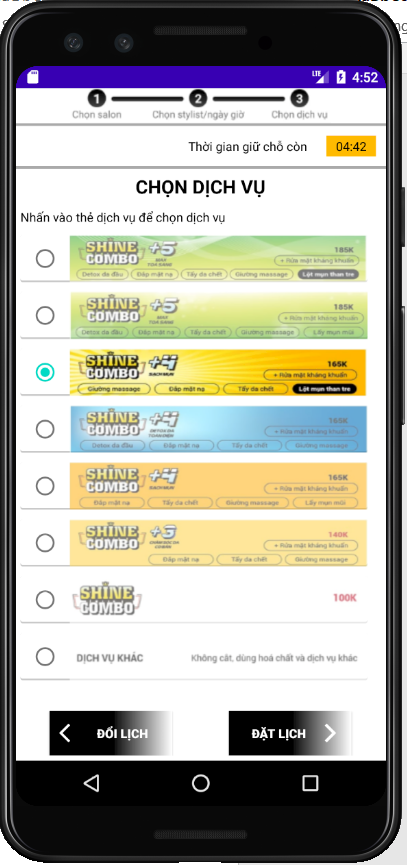 LTE 4:52
1 2 3
Chọn salon Chọn stylist/ngày giờ Chọn dịch vụ
Thời gian giữ chỗ còn 04:42
CHỌN DỊCH VỤ
Nhấn vào thẻ dịch vụ để chọn dịch vụ
SHINE COMBO +5 185K
+ Rửa mặt kháng khuẩn
Detox da đầu Đắp mặt nạ Tẩy da chết Giường massage Lột mụn than tre
SHINE COMBO +5 185K
+ Rửa mặt kháng khuẩn
Detox da đầu Đắp mặt nạ Tẩy da chết Giường massage Lấy mụn mũi
SHINE COMBO +4 SẠCH MỤN 165K
+ Rửa mặt kháng khuẩn
Giường massage Đắp mặt nạ Tẩy da chết Lột mụn than tre
SHINE COMBO +4 165K
+ Rửa mặt kháng khuẩn
Detox da đầu Đắp mặt nạ Tẩy da chết Giường massage
SHINE COMBO +4 SẠCH MỤN 165K
+ Rửa mặt kháng khuẩn
Đắp mặt nạ Tẩy da chết Giường massage Lấy mụn mũi
SHINE COMBO +3 140K
+ Rửa mặt kháng khuẩn
Đắp mặt nạ Tẩy da chết Giường massage
SHINE COMBO 100K
DỊCH VỤ KHÁC Không cắt, dùng hoá chất và dịch vụ khác
ĐỔI LỊCH ĐẶT LỊCH